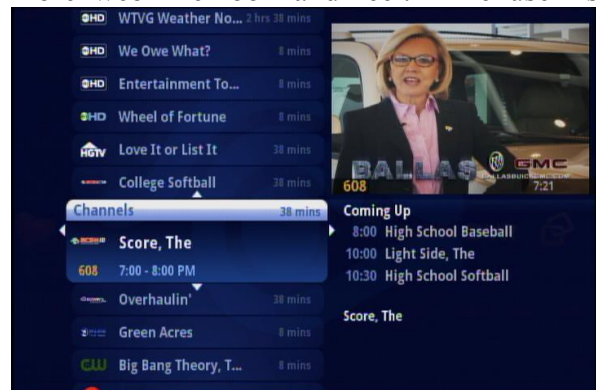 HD WTVG Weather No... 2 hrs 38 mins
HD We Owe What? 8 mins
HD Entertainment To... 8 mins
HD Wheel of Fortune 8 mins
HGTV Love It or List It 38 mins
College Softball 38 mins
Channels 38 mins
Score, The
608 7:00 - 8:00 PM
Overhaulin' 38 mins
Green Acres 8 mins
CW Big Bang Theory, T... 8 mins
BALLAS GMC
608 7:21
Coming Up
8:00 High School Baseball
10:00 Light Side, The
10:30 High School Softball
Score, The